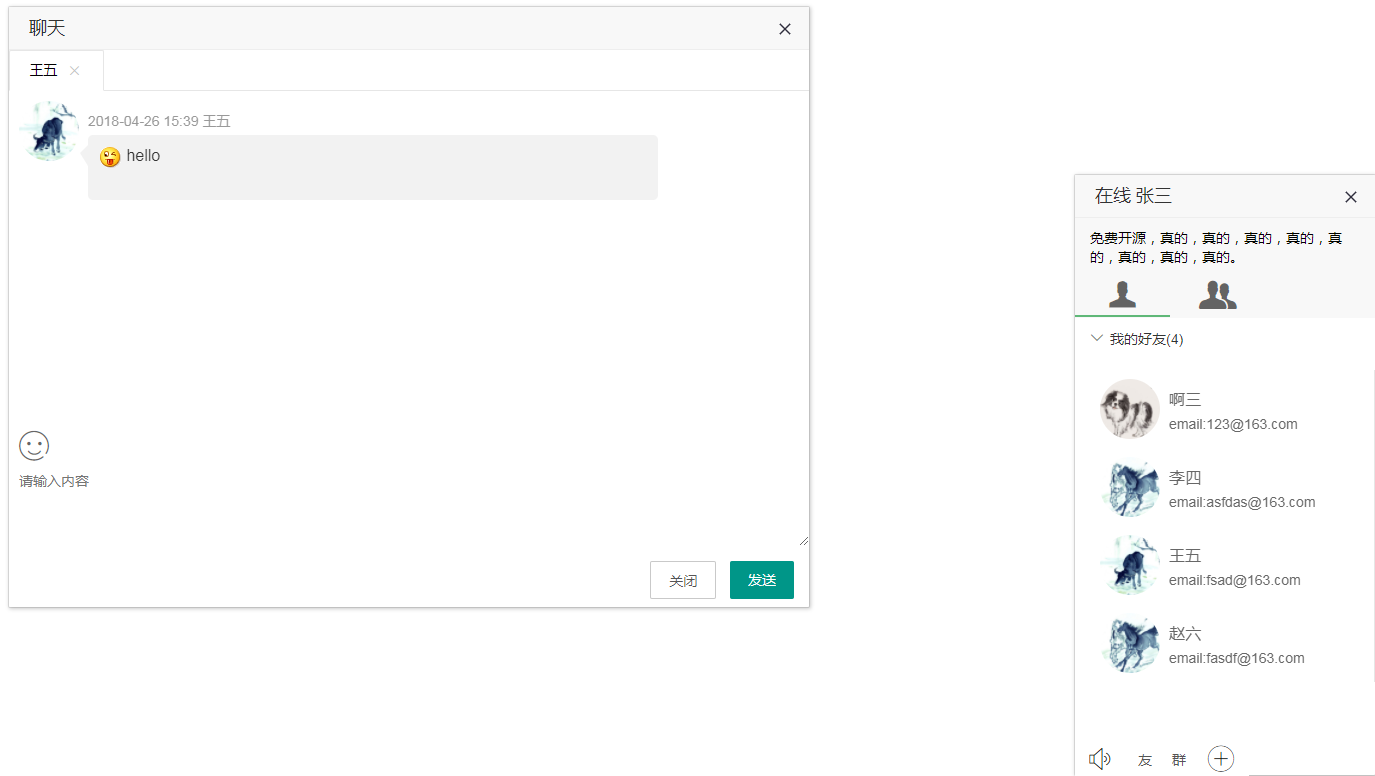 聊天
王五
2018-04-26 15:39 王五
hello
请输入内容
关闭
发送
在线 张三
免费开源，真的，真的，真的，真的，真
的，真的，真的，真的。
我的好友(4)
啊三
email:123@163.com
李四
email:asfdas@163.com
王五
email:fsad@163.com
赵六
email:fasdf@163.com
友 群